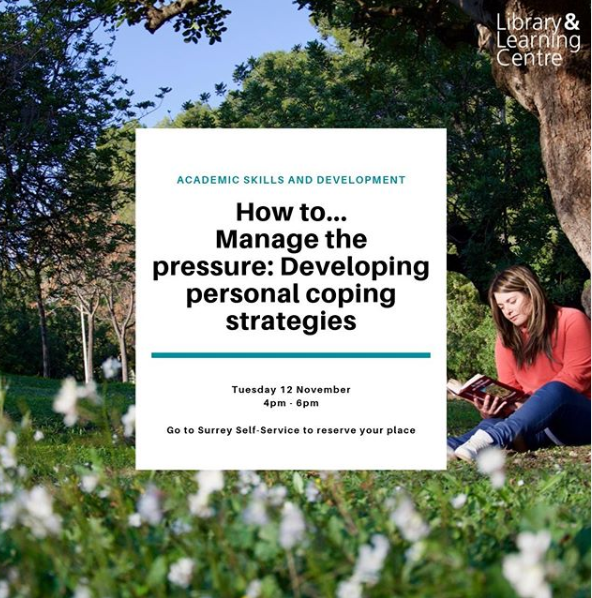 Library &
Learning
Centre
ACADEMIC SKILLS AND DEVELOPMENT
How to...
Manage the
pressure: Developing
personal coping
strategies
Tuesday 12 November
4pm - 6pm
Go to Surrey Self-Service to reserve your place